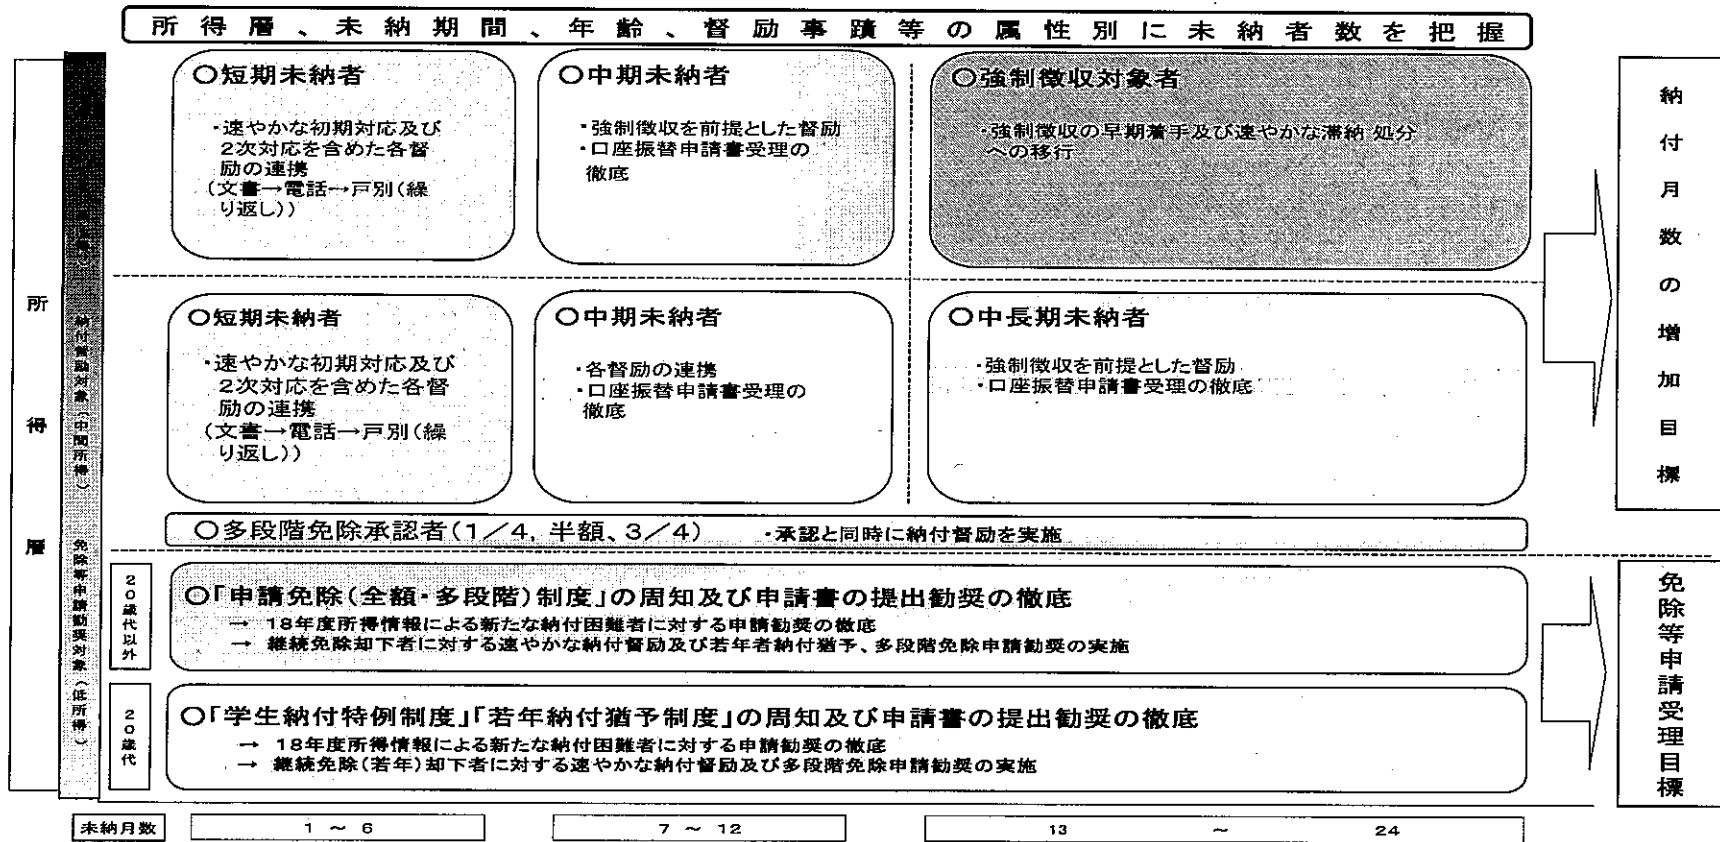 所得層、未納期間、年齢、督励事蹟等の属性別に未納者数を把握
○短期未納者
・速やかな初期対応及び
2次対応を含めた各督
励の連携
(文書→電話→戸別(繰
り返し))
○中期未納者
・強制徴収を前提とした督励
・口座振替申請書受理の
徹底
○強制徴収対象者
・強制徴収の早期着手及び速やかな滞納処分
への移行
○短期未納者
・速やかな初期対応及び
2次対応を含めた各督
励の連携
(文書→電話→戸別(繰
り返し))
○中期未納者
・各督励の連携
・口座振替申請書受理の
徹底
○中長期未納者
・強制徴収を前提とした督励
・口座振替申請書受理の徹底
○多段階免除承認者(1/4, 半額、3/4) ・承認と同時に納付督励を実施
20歳代以外
○「申請免除(全額・多段階)制度」の周知及び申請書の提出勧奨の徹底
→ 18年度所得情報による新たな納付困難者に対する申請勧奨の徹底
→ 継続免除却下者に対する速やかな納付督励及び若年者納付猶予、多段階免除申請勧奨の実施
20歳代
○「学生納付特例制度」「若年納付猶予制度」の周知及び申請書の提出勧奨の徹底
→ 18年度所得情報による新たな納付困難者に対する申請勧奨の徹底
→ 継続免除(若年)却下者に対する速やかな納付督励及び多段階免除申請勧奨の実施
所得層
納付督励対象(中間所得)
免除等申請勧奨対象(低所得)
納付月数の増加目標
免除等申請受理目標
未納月数
1 ~ 6
7 ~ 12
13 ~ 24